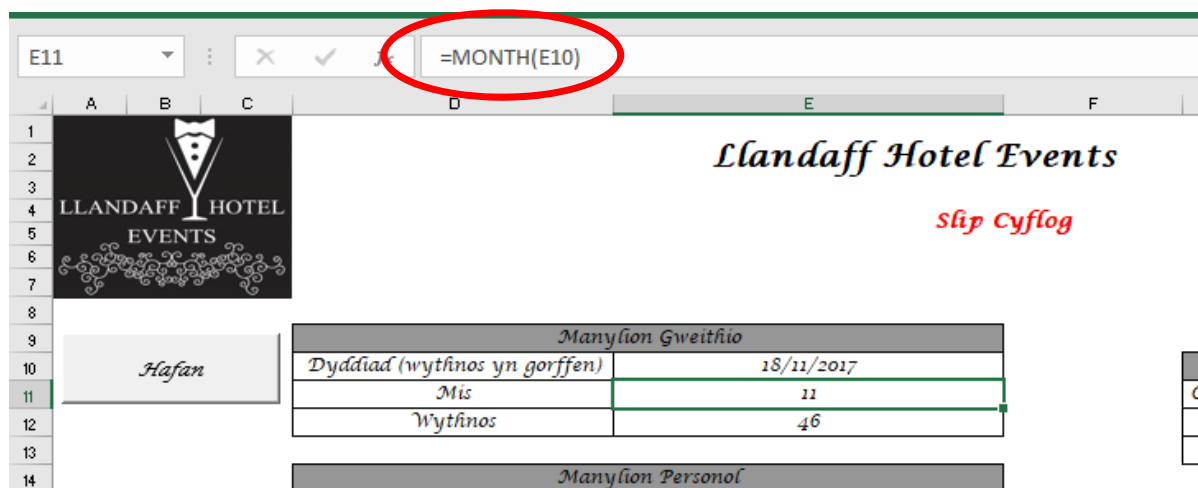 E11 =MONTH(E10)
A B C D E F
1
2 Llandaff Hotel Events
3
4 LLANDAFF HOTEL Slip Cyflog
5 EVENTS
6
7
8
9 Manylion Gweithio
10 Hafan Dyddiad (wythnos yn gorffen) 18/11/2017
11 Mis 11
12 Wythnos 46
13
14 Manylion Personol